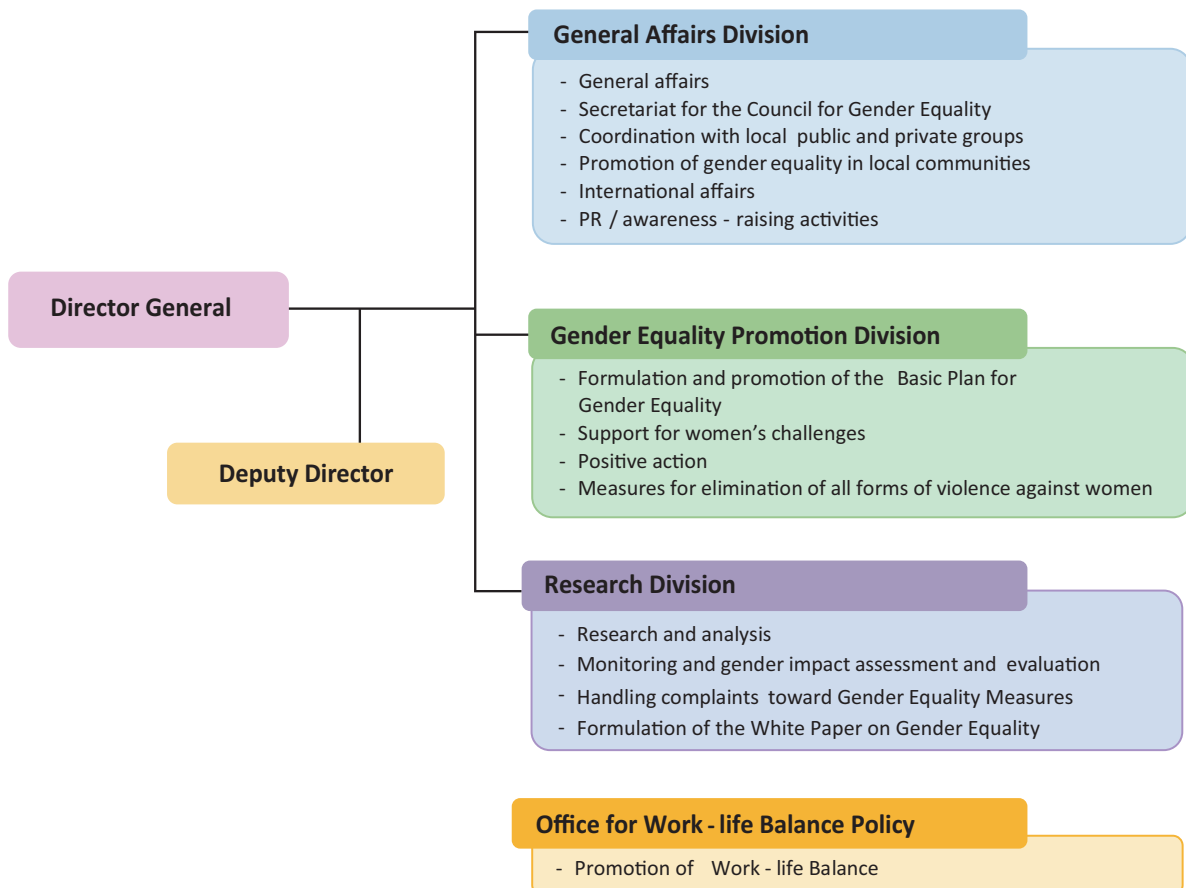 General Affairs Division
- General affairs
- Secretariat for the Council for Gender Equality
- Coordination with local public and private groups
- Promotion of gender equality in local communities
- International affairs
- PR / awareness - raising activities
Director General
Deputy Director
Gender Equality Promotion Division
- Formulation and promotion of the Basic Plan for
Gender Equality
- Support for women’s challenges
- Positive action
- Measures for elimination of all forms of violence against women
Research Division
- Research and analysis
- Monitoring and gender impact assessment and evaluation
- Handling complaints toward Gender Equality Measures
- Formulation of the White Paper on Gender Equality
Office for Work - life Balance Policy
- Promotion of Work - life Balance